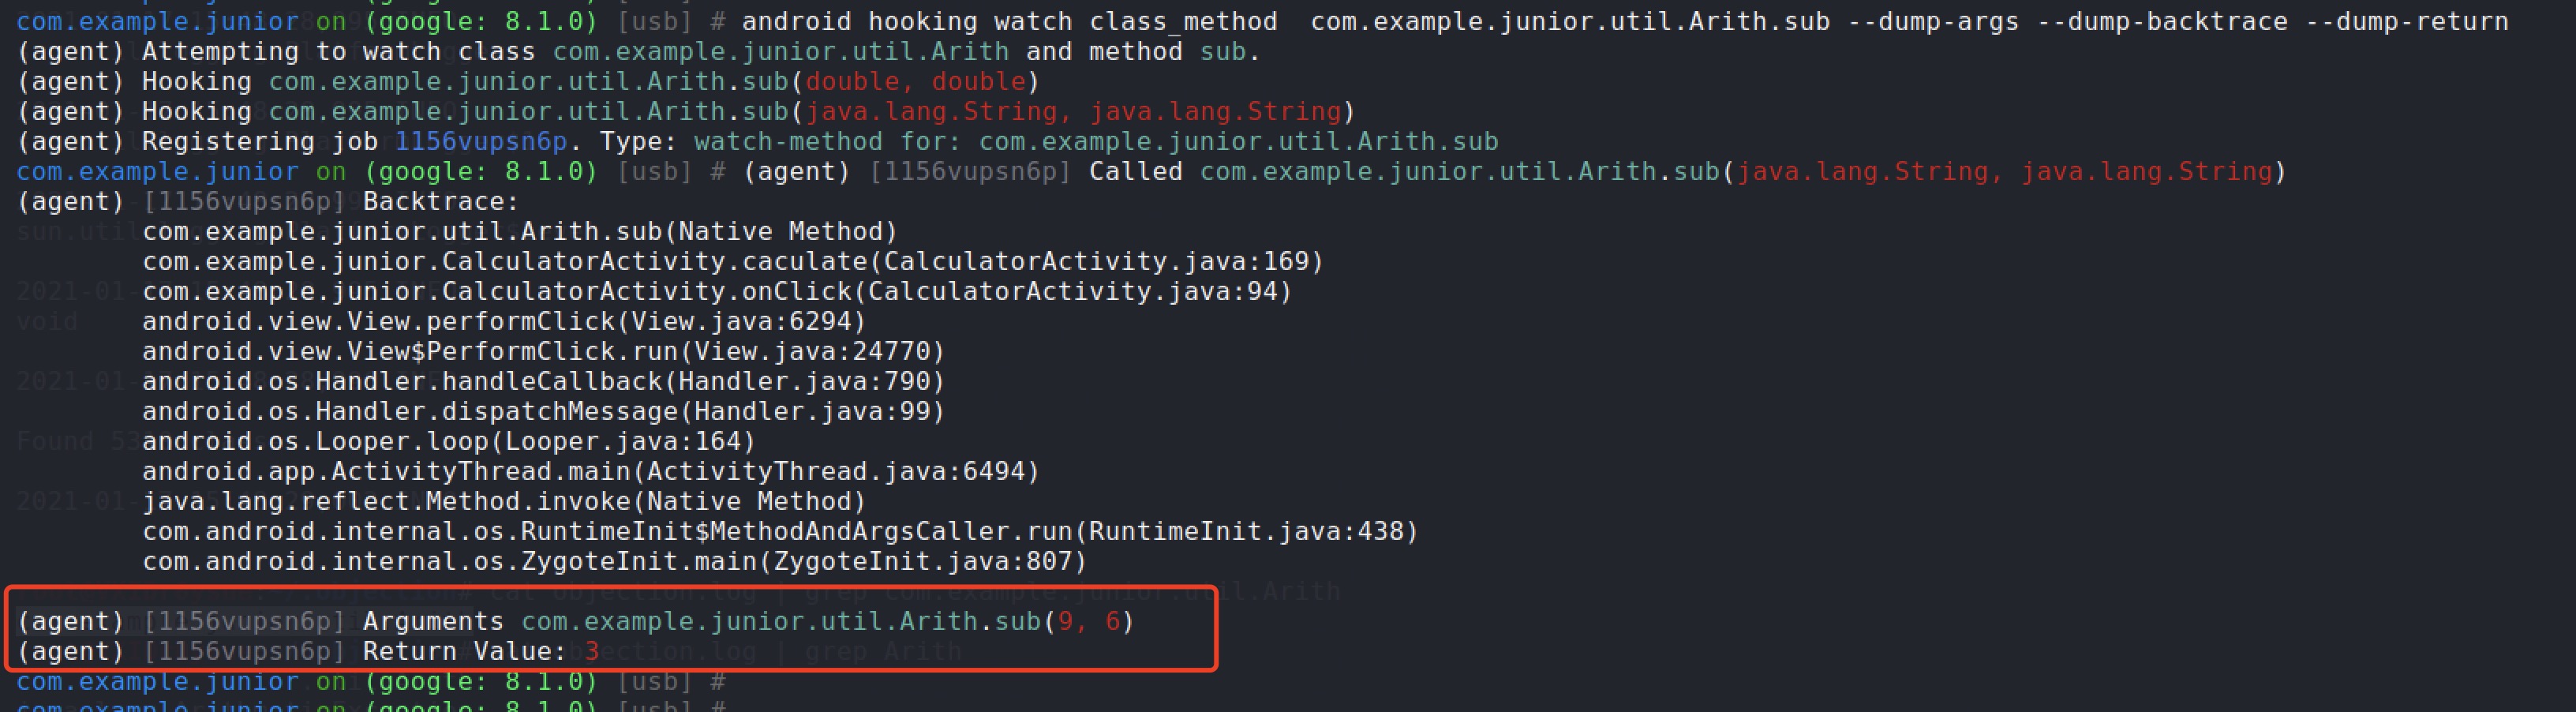 com.example.junior on (google: 8.1.0) [usb] # android hooking watch class_method  com.example.junior.util.Arith.sub --dump-args --dump-backtrace --dump-return
(agent) Attempting to watch class com.example.junior.util.Arith and method sub.
(agent) Hooking com.example.junior.util.Arith.sub(double, double)
(agent) Hooking com.example.junior.util.Arith.sub(java.lang.String, java.lang.String)
(agent) Registering job 1156vupsn6p. Type: watch-method for: com.example.junior.util.Arith.sub
com.example.junior on (google: 8.1.0) [usb] # (agent) [1156vupsn6p] Called com.example.junior.util.Arith.sub(java.lang.String, java.lang.String)
(agent) [1156vupsn6p] Backtrace:
com.example.junior.util.Arith.sub(Native Method)
com.example.junior.CalculatorActivity.caculate(CalculatorActivity.java:169)
com.example.junior.CalculatorActivity.onClick(CalculatorActivity.java:94)
android.view.View.performClick(View.java:6294)
android.view.View$PerformClick.run(View.java:24770)
android.os.Handler.handleCallback(Handler.java:790)
android.os.Handler.dispatchMessage(Handler.java:99)
android.os.Looper.loop(Looper.java:164)
android.app.ActivityThread.main(ActivityThread.java:6494)
java.lang.reflect.Method.invoke(Native Method)
com.android.internal.os.RuntimeInit$MethodAndArgsCaller.run(RuntimeInit.java:438)
com.android.internal.os.ZygoteInit.main(ZygoteInit.java:807)
(agent) [1156vupsn6p] Arguments com.example.junior.util.Arith.sub(9, 6)
(agent) [1156vupsn6p] Return Value: 3
com.example.junior on (google: 8.1.0) [usb] #
com.example.junior on (google: 8.1.0) [usb] #